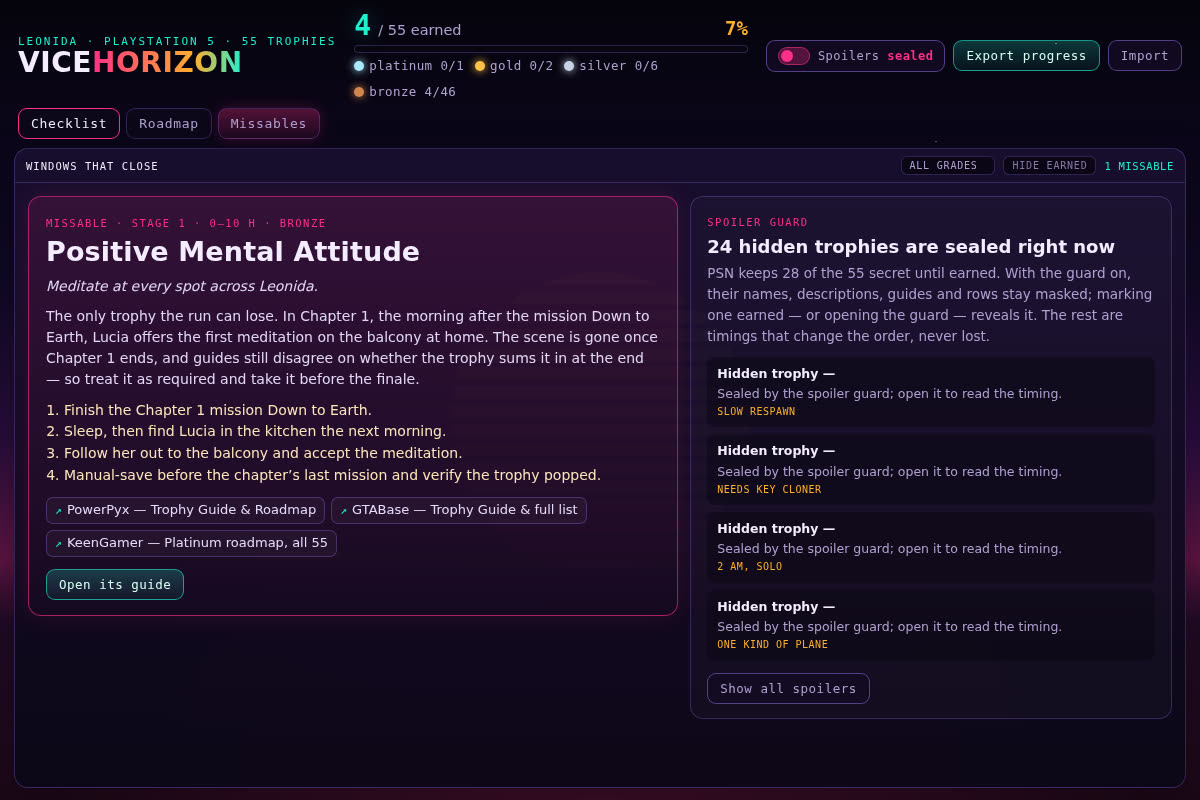 LEONIDA · PLAYSTATION 5 · 55 TROPHIES
VICEHORIZON
4 / 55 earned
7%
platinum 0/1 gold 0/2 silver 0/6
bronze 4/46
Spoilers sealed
Export progress
Import
Checklist
Roadmap
Missables
WINDOWS THAT CLOSE
ALL GRADES
HIDE EARNED
1 MISSABLE
MISSABLE · STAGE 1 · 0–10 H · BRONZE
Positive Mental Attitude
Meditate at every spot across Leonida.
The only trophy the run can lose. In Chapter 1, the morning after the mission Down to
Earth, Lucia offers the first meditation on the balcony at home. The scene is gone once
Chapter 1 ends, and guides still disagree on whether the trophy sums it in at the end
— so treat it as required and take it before the finale.
1. Finish the Chapter 1 mission Down to Earth.
2. Sleep, then find Lucia in the kitchen the next morning.
3. Follow her out to the balcony and accept the meditation.
4. Manual-save before the chapter’s last mission and verify the trophy popped.
↗ PowerPyx — Trophy Guide & Roadmap
↗ GTABase — Trophy Guide & full list
↗ KeenGamer — Platinum roadmap, all 55
Open its guide
SPOILER GUARD
24 hidden trophies are sealed right now
PSN keeps 28 of the 55 secret until earned. With the guard on,
their names, descriptions, guides and rows stay masked; marking
one earned — or opening the guard — reveals it. The rest are
timings that change the order, never lost.
Hidden trophy —
Sealed by the spoiler guard; open it to read the timing.
SLOW RESPAWN
Hidden trophy —
Sealed by the spoiler guard; open it to read the timing.
NEEDS KEY CLONER
Hidden trophy —
Sealed by the spoiler guard; open it to read the timing.
2 AM, SOLO
Hidden trophy —
Sealed by the spoiler guard; open it to read the timing.
ONE KIND OF PLANE
Show all spoilers